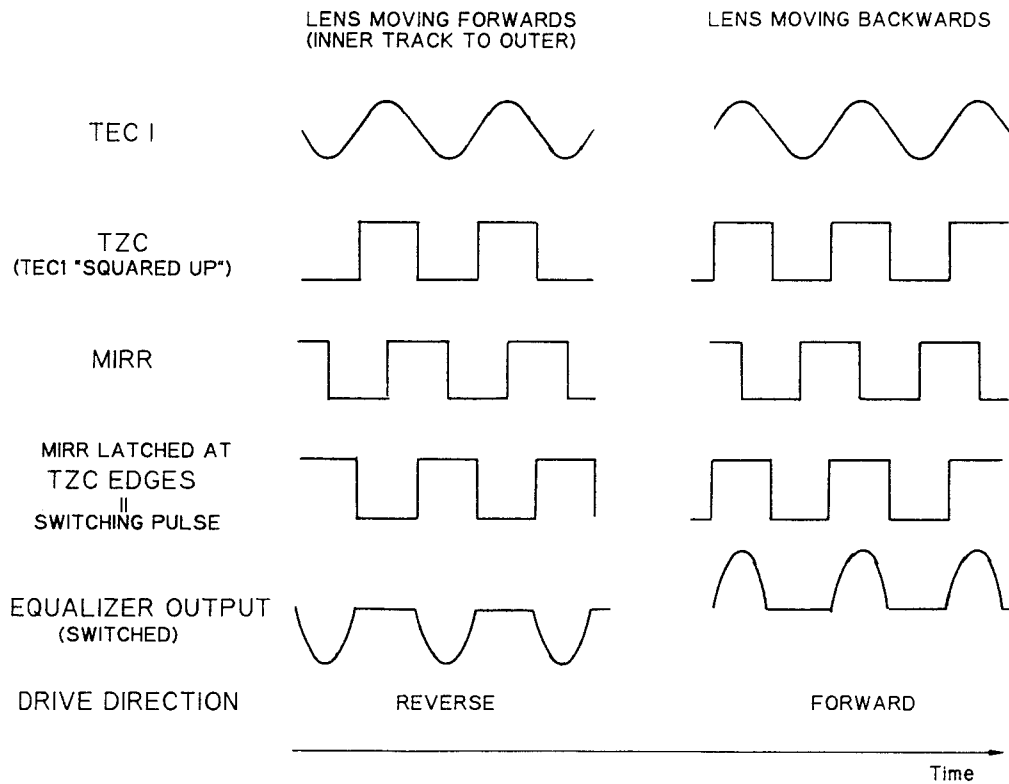 LENS MOVING FORWARDS
(INNER TRACK TO OUTER)
LENS MOVING BACKWARDS
TEC I
TZC
(TEC1 "SQUARED UP")
MIRR
MIRR LATCHED AT
TZC EDGES
=
SWITCHING PULSE
EQUALIZER OUTPUT
(SWITCHED)
DRIVE DIRECTION
REVERSE
FORWARD
Time